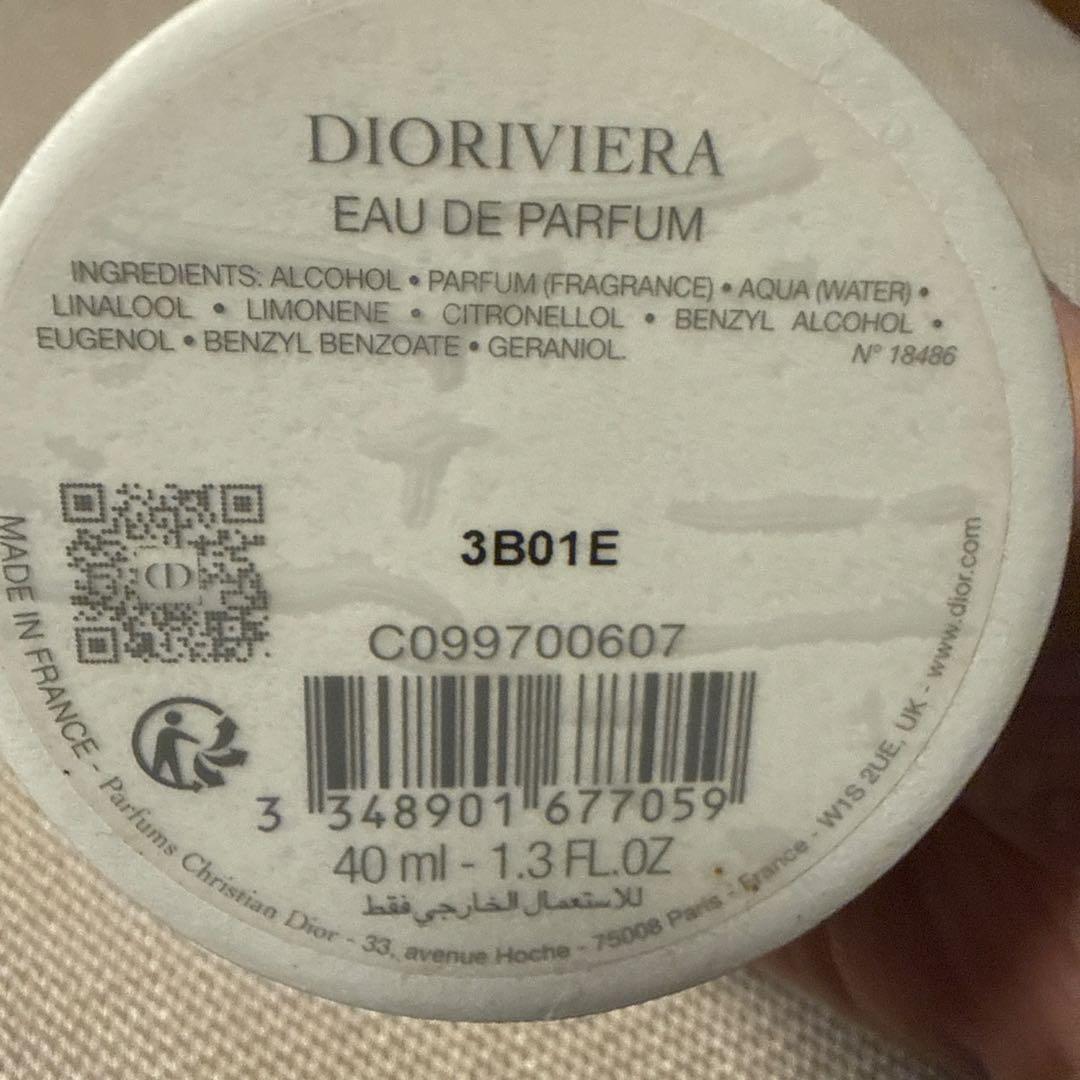 DIORIVIERA
EAU DE PARFUM
INGREDIENTS: ALCOHOL • PARFUM (FRAGRANCE) • AQUA (WATER) •
LINALOOL • LIMONENE • CITRONELLOL • BENZYL ALCOHOL •
EUGENOL • BENZYL BENZOATE • GERANIOL.
N° 18486
CD
3B01E
C099700607
3 348901 677059
40 ml - 1.3 FL.OZ
للاستعمال الخارجي فقط
MADE IN FRANCE - Parfums Christian Dior - 33, avenue Hoche - 75008 Paris - France - W1S 2UE, UK - www.dior.com